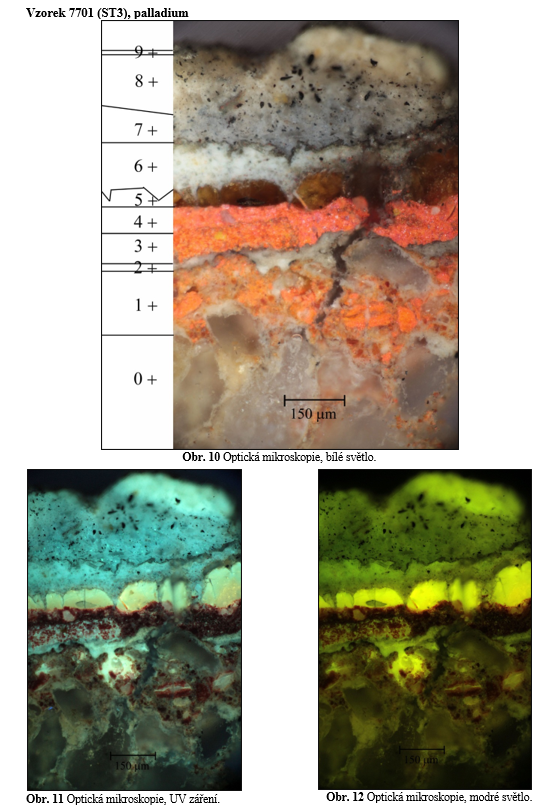 Vzorek 7701 (ST3), palladium
9 +
8 +
7 +
6 +
5 +
4 +
3 +
2 +
1 +
0 +
150 µm
Obr. 10 Optická mikroskopie, bílé světlo.
150 µm
150 µm
Obr. 11 Optická mikroskopie, UV záření.
Obr. 12 Optická mikroskopie, modré světlo.